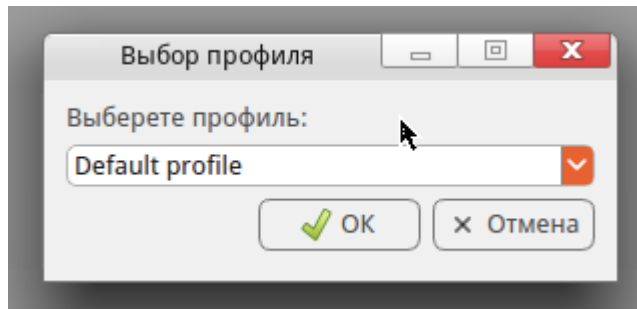 Выбор профиля
Выберете профиль:
Default profile
OK
Отмена